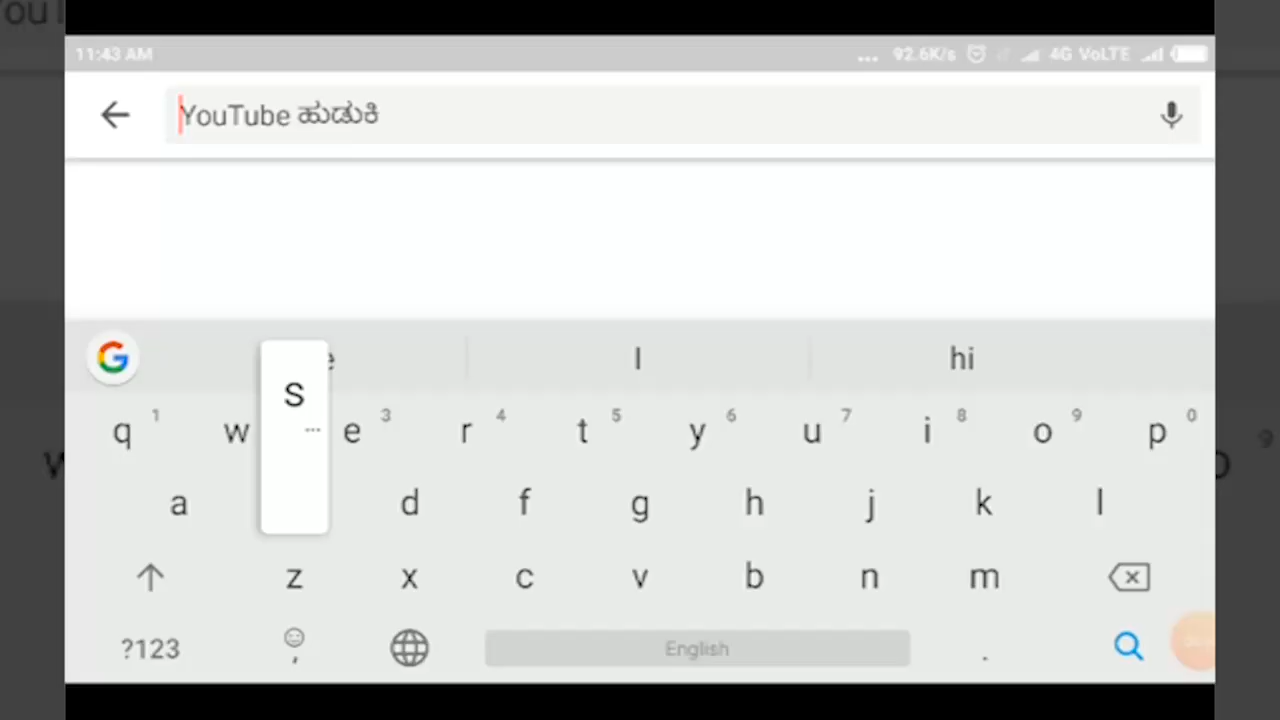 11:43 AM ... 92.6K/s 4G VoLTE
YouTube ಹುಡುಕಿ
G I hi
q 1 w e 3 r 4 t 5 y 6 u 7 i 8 o 9 p 0
S ...
a d f g h j k l
z x c v b n m
?123 , English .